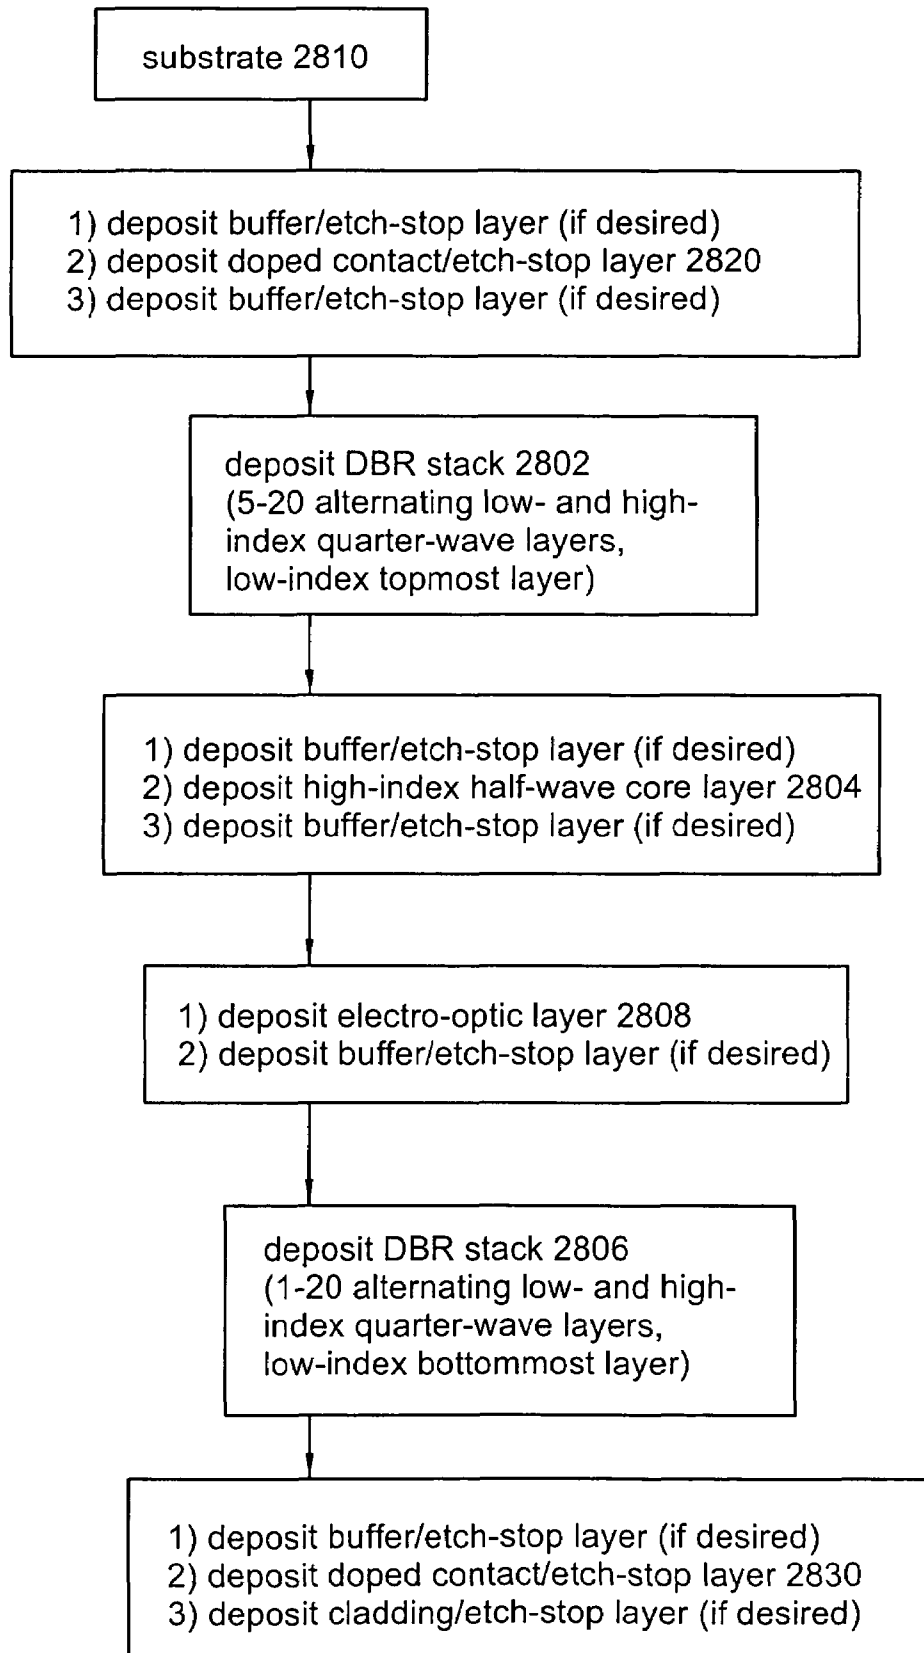 substrate 2810
1) deposit buffer/etch-stop layer (if desired)
2) deposit doped contact/etch-stop layer 2820
3) deposit buffer/etch-stop layer (if desired)
deposit DBR stack 2802
(5-20 alternating low- and high-
index quarter-wave layers,
low-index topmost layer)
1) deposit buffer/etch-stop layer (if desired)
2) deposit high-index half-wave core layer 2804
3) deposit buffer/etch-stop layer (if desired)
1) deposit electro-optic layer 2808
2) deposit buffer/etch-stop layer (if desired)
deposit DBR stack 2806
(1-20 alternating low- and high-
index quarter-wave layers,
low-index bottommost layer)
1) deposit buffer/etch-stop layer (if desired)
2) deposit doped contact/etch-stop layer 2830
3) deposit cladding/etch-stop layer (if desired)